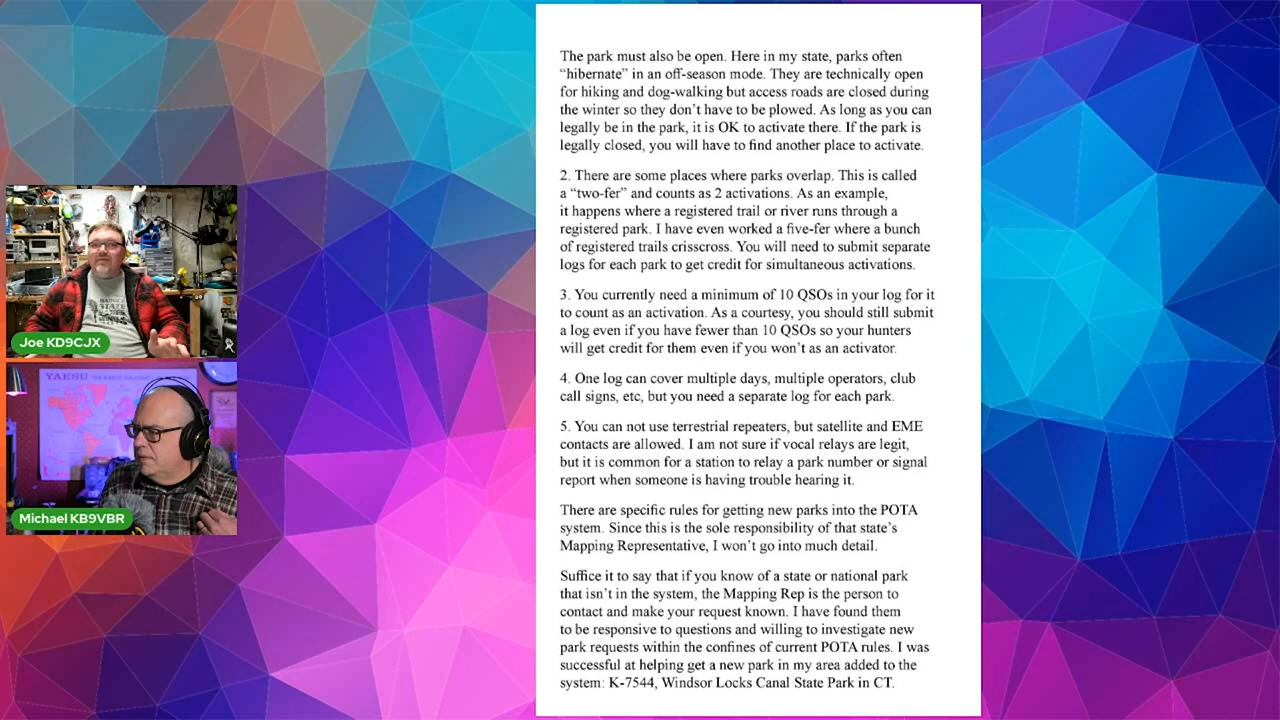 The park must also be open. Here in my state, parks often
“hibernate” in an off-season mode. They are technically open
for hiking and dog-walking but access roads are closed during
the winter so they don’t have to be plowed. As long as you can
legally be in the park, it is OK to activate there. If the park is
legally closed, you will have to find another place to activate.
2. There are some places where parks overlap. This is called
a “two-fer” and counts as 2 activations. As an example,
it happens where a registered trail or river runs through a
registered park. I have even worked a five-fer where a bunch
of registered trails crisscross. You will need to submit separate
logs for each park to get credit for simultaneous activations.
3. You currently need a minimum of 10 QSOs in your log for it
to count as an activation. As a courtesy, you should still submit
a log even if you have fewer than 10 QSOs so your hunters
will get credit for them even if you won’t as an activator.
4. One log can cover multiple days, multiple operators, club
call signs, etc, but you need a separate log for each park.
5. You can not use terrestrial repeaters, but satellite and EME
contacts are allowed. I am not sure if vocal relays are legit,
but it is common for a station to relay a park number or signal
report when someone is having trouble hearing it.
There are specific rules for getting new parks into the POTA
system. Since this is the sole responsibility of that state’s
Mapping Representative, I won’t go into much detail.
Suffice it to say that if you know of a state or national park
that isn’t in the system, the Mapping Rep is the person to
contact and make your request known. I have found them
to be responsive to questions and willing to investigate new
park requests within the confines of current POTA rules. I was
successful at helping get a new park in my area added to the
system: K-7544, Windsor Locks Canal State Park in CT.
STATE
Joe KD9CJX
YAESU
Michael KB9VBR